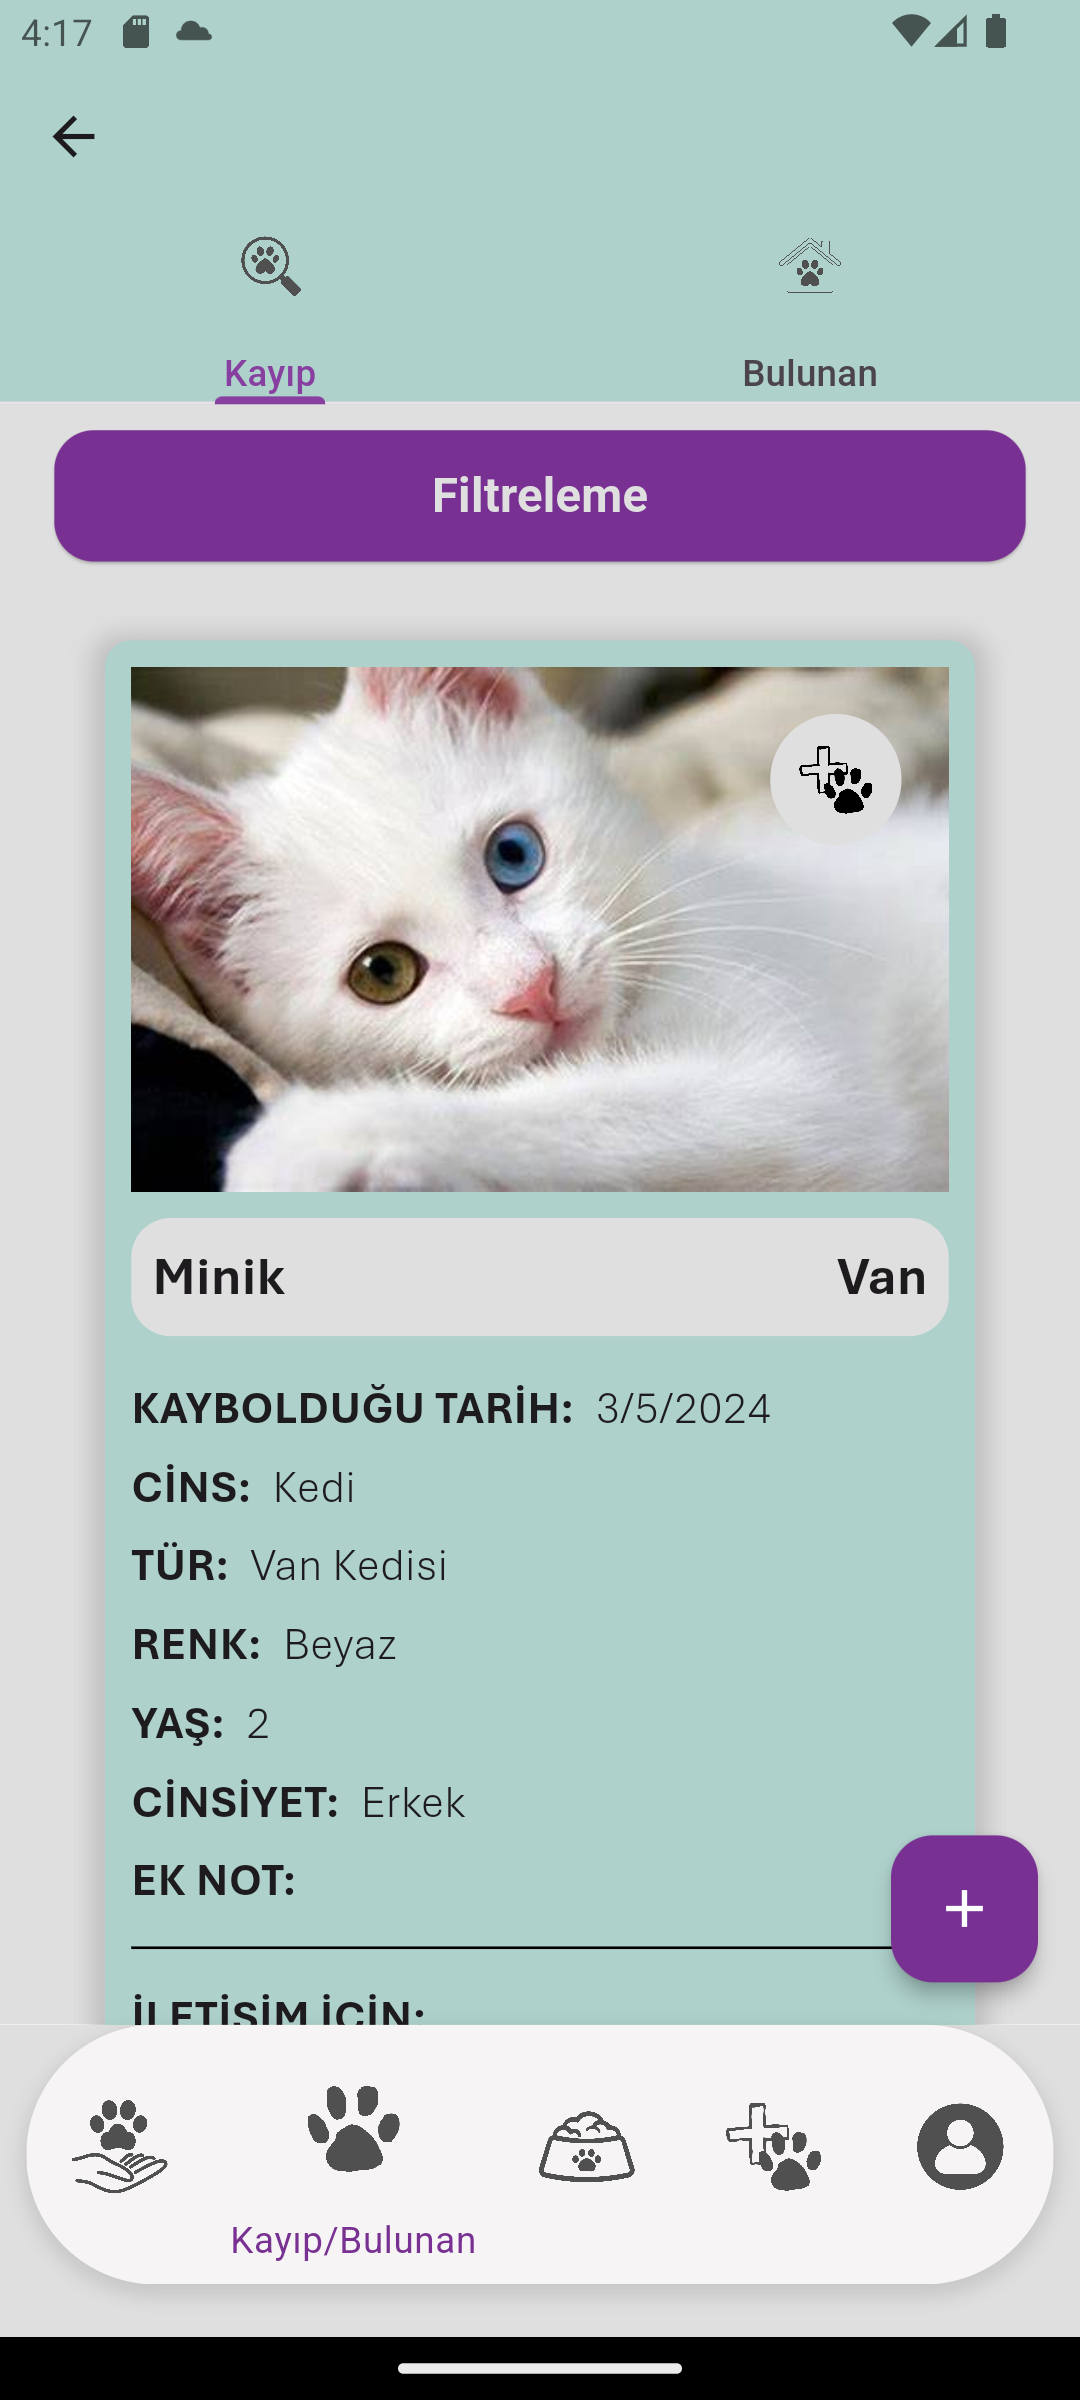 4:17
Kayıp
Bulunan
Filtreleme
Minik Van
KAYBOLDUĞU TARİH: 3/5/2024
CİNS: Kedi
TÜR: Van Kedisi
RENK: Beyaz
YAŞ: 2
CİNSİYET: Erkek
EK NOT:
İLETİŞİM İÇİN:
Kayıp/Bulunan